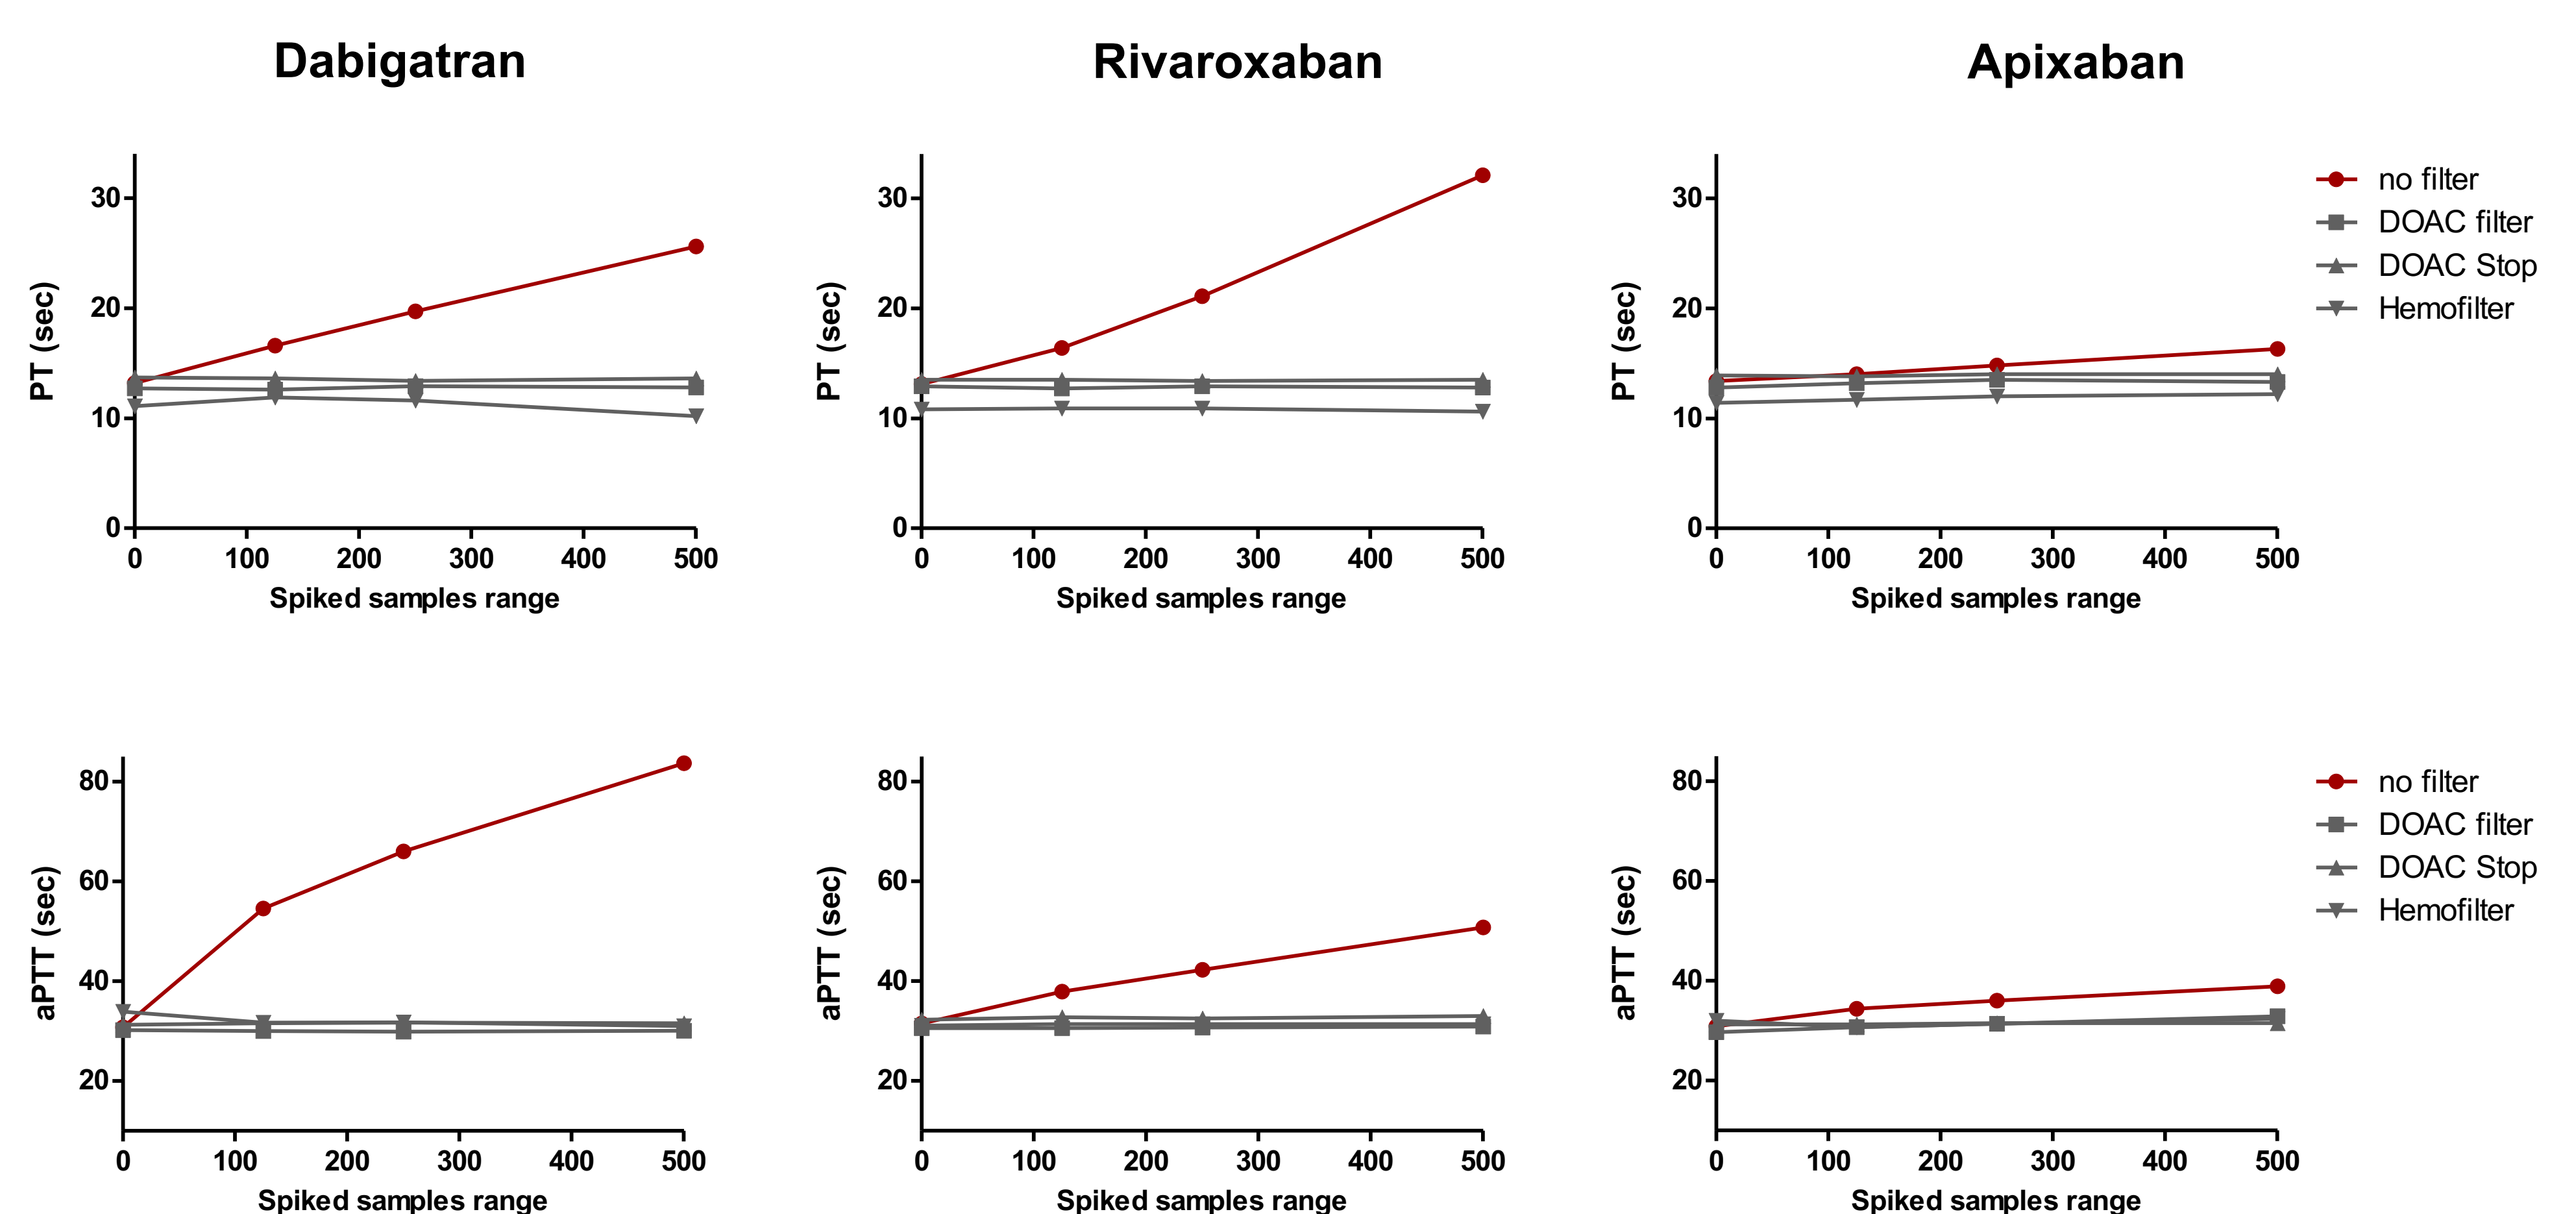 Dabigatran
Rivaroxaban
Apixaban
PT (sec)
30
20
10
0
0 100 200 300 400 500
Spiked samples range
PT (sec)
30
20
10
0
0 100 200 300 400 500
Spiked samples range
PT (sec)
30
20
10
0
0 100 200 300 400 500
Spiked samples range
no filter
DOAC filter
DOAC Stop
Hemofilter
aPTT (sec)
80
60
40
20
0 100 200 300 400 500
Spiked samples range
aPTT (sec)
80
60
40
20
0 100 200 300 400 500
Spiked samples range
aPTT (sec)
80
60
40
20
0 100 200 300 400 500
Spiked samples range
no filter
DOAC filter
DOAC Stop
Hemofilter